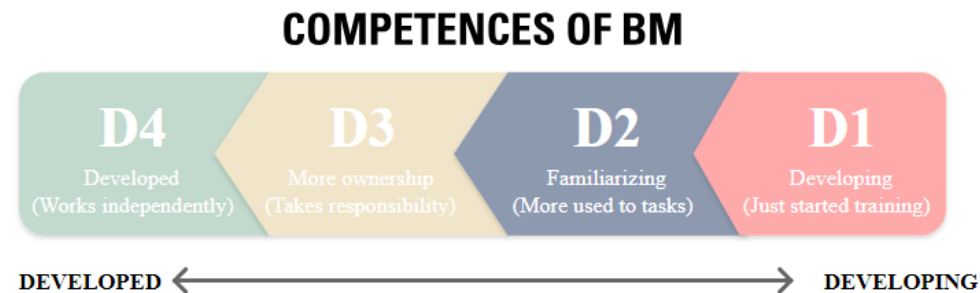 COMPETENCES OF BM
D4
Developed
(Works independently)
D3
More ownership
(Takes responsibility)
D2
Familiarizing
(More used to tasks)
D1
Developing
(Just started training)
DEVELOPED
DEVELOPING